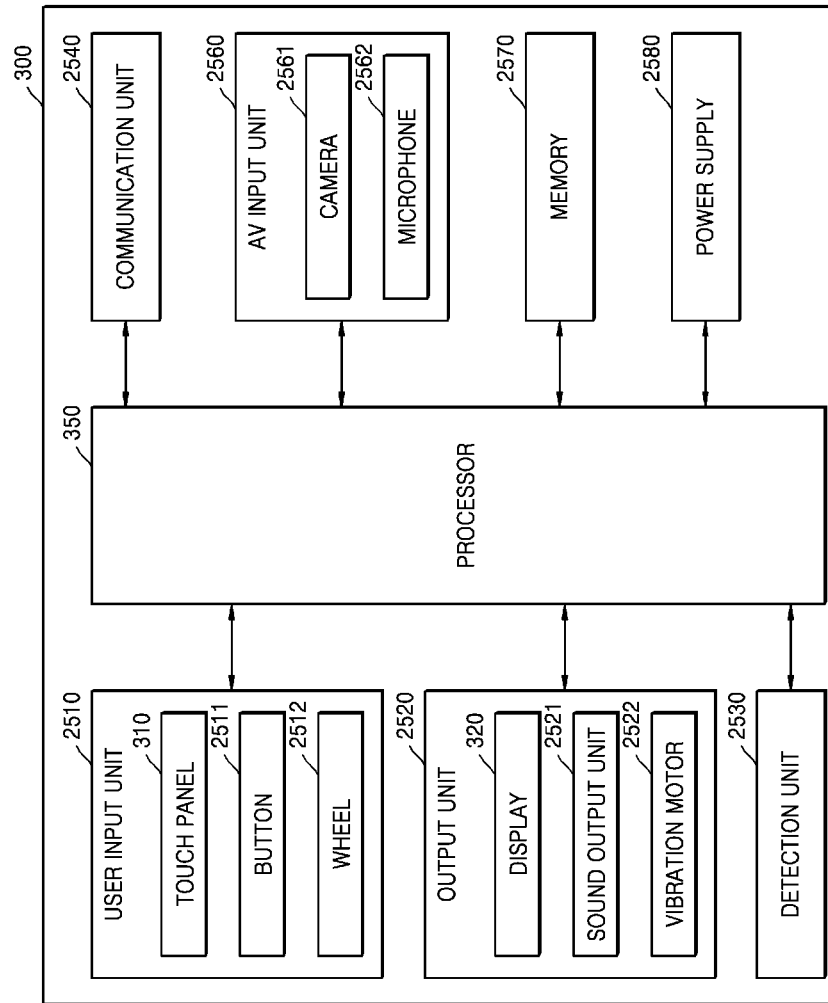 300
2510
USER INPUT UNIT
310
TOUCH PANEL
2511
BUTTON
2512
WHEEL
2520
OUTPUT UNIT
320
DISPLAY
2521
SOUND OUTPUT UNIT
2522
VIBRATION MOTOR
2530
DETECTION UNIT
350
PROCESSOR
2540
COMMUNICATION UNIT
2560
AV INPUT UNIT
2561
CAMERA
2562
MICROPHONE
2570
MEMORY
2580
POWER SUPPLY